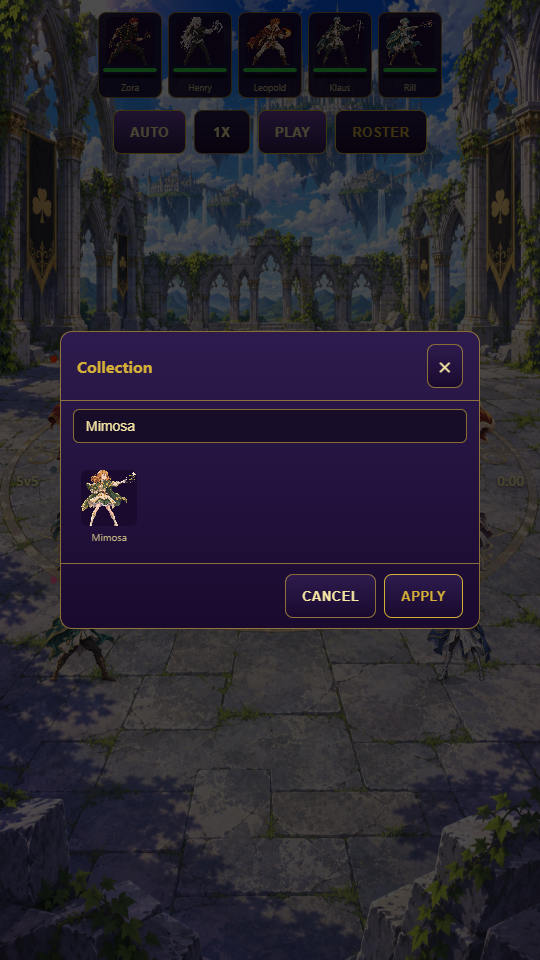 Zora Henry Leopold Klaus Rill
AUTO 1X PLAY ROSTER
Collection ×
Mimosa
5v5 0:00
Mimosa
CANCEL APPLY